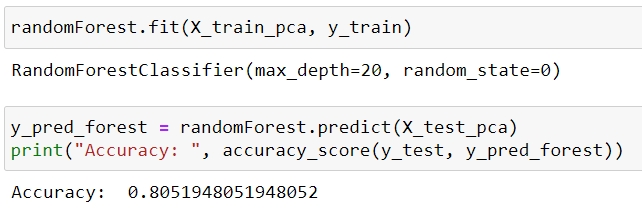 randomForest.fit(X_train_pca, y_train)
RandomForestClassifier(max_depth=20, random_state=0)
y_pred_forest = randomForest.predict(X_test_pca)
print("Accuracy: ", accuracy_score(y_test, y_pred_forest))
Accuracy:  0.8051948051948052